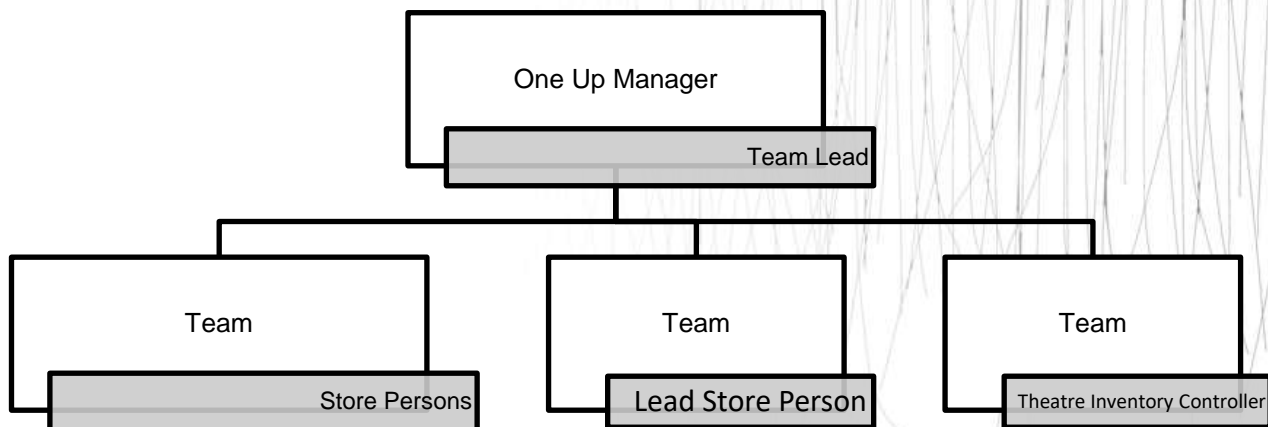 One Up Manager
Team Lead
Team
Store Persons
Team
Lead Store Person
Team
Theatre Inventory Controller